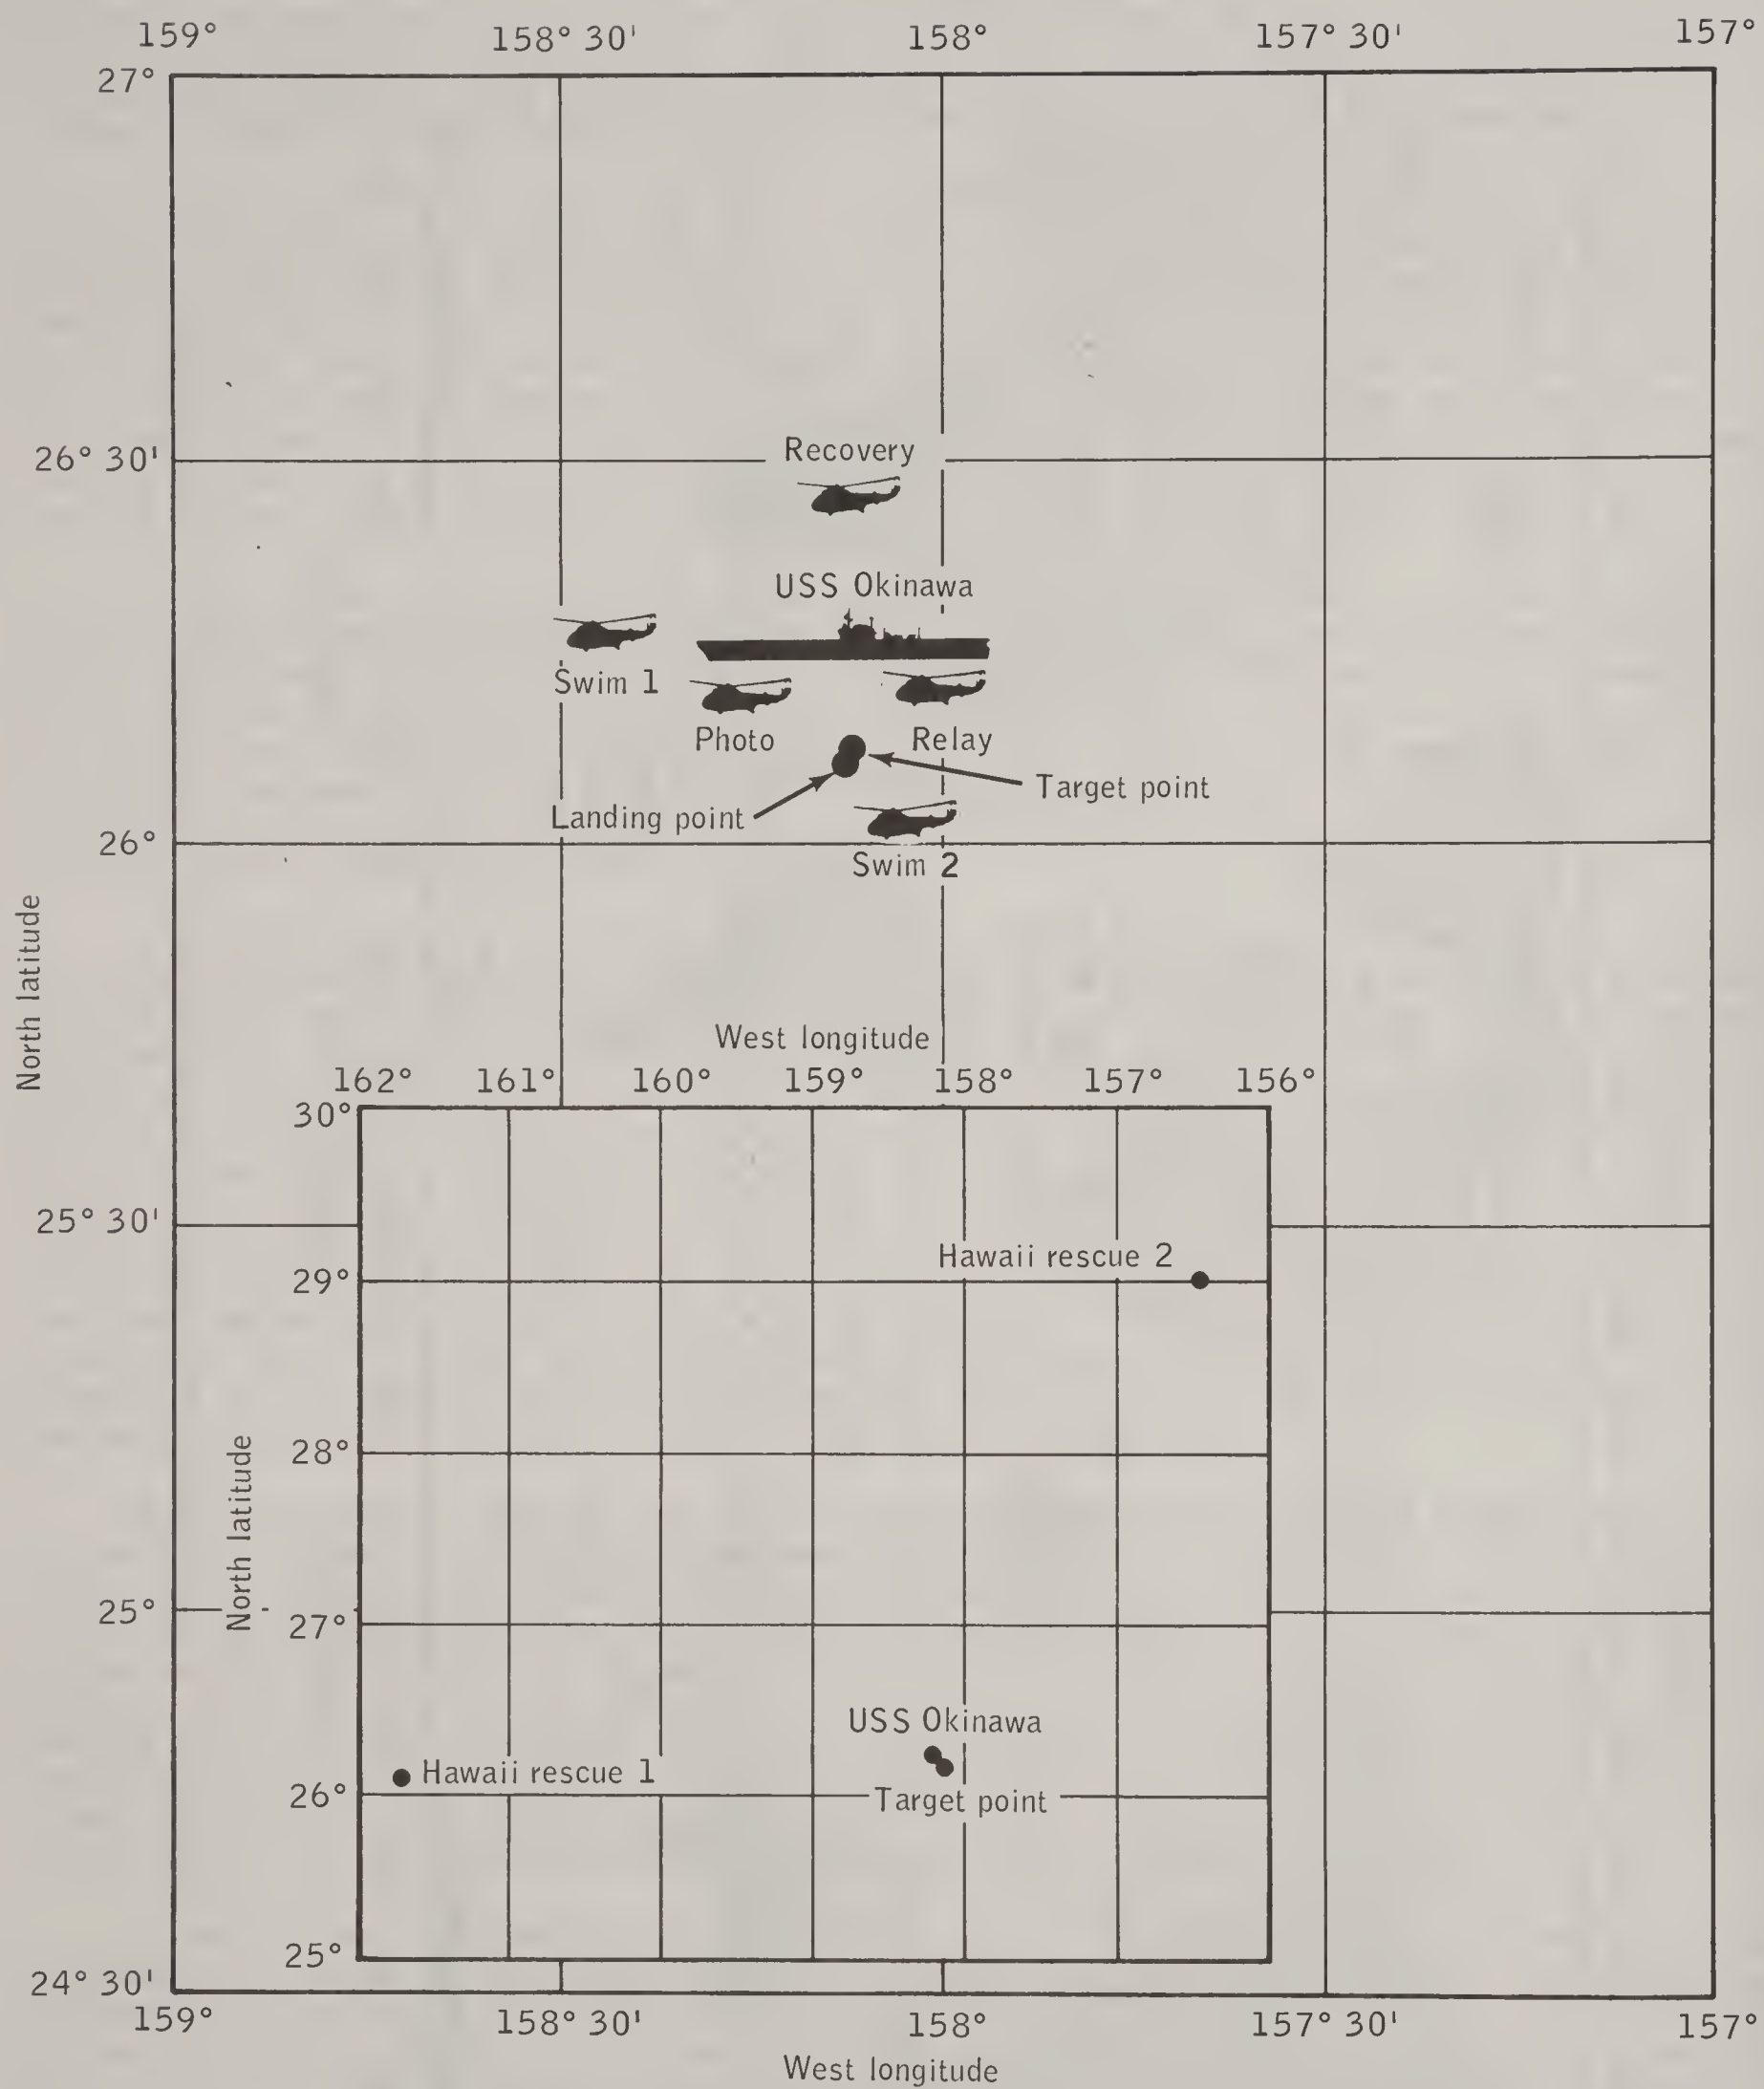 159° 158° 30' 158° 157° 30' 157°
27°
26° 30'
Recovery
USS Okinawa
Swim 1
Photo
Relay
Target point
Landing point
26°
Swim 2
North latitude
West longitude
162° 161° 160° 159° 158° 157° 156°
30°
25° 30'
Hawaii rescue 2
29°
28°
North latitude
25°
27°
USS Okinawa
Hawaii rescue 1
26°
Target point
25°
24° 30'
159° 158° 30' 158° 157° 30' 157°
West longitude